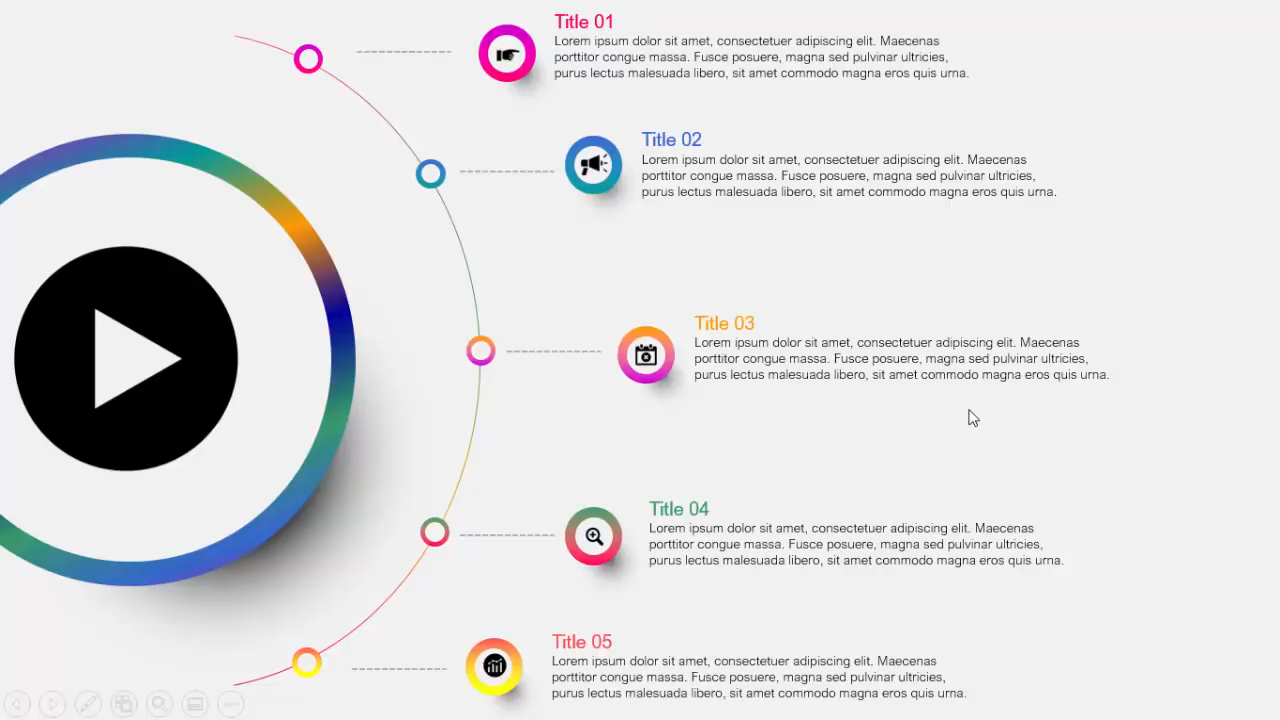 Title 01
Lorem ipsum dolor sit amet, consectetuer adipiscing elit. Maecenas
porttitor congue massa. Fusce posuere, magna sed pulvinar ultricies,
purus lectus malesuada libero, sit amet commodo magna eros quis urna.
Title 02
Lorem ipsum dolor sit amet, consectetuer adipiscing elit. Maecenas
porttitor congue massa. Fusce posuere, magna sed pulvinar ultricies,
purus lectus malesuada libero, sit amet commodo magna eros quis urna.
Title 03
Lorem ipsum dolor sit amet, consectetuer adipiscing elit. Maecenas
porttitor congue massa. Fusce posuere, magna sed pulvinar ultricies,
purus lectus malesuada libero, sit amet commodo magna eros quis urna.
Title 04
Lorem ipsum dolor sit amet, consectetuer adipiscing elit. Maecenas
porttitor congue massa. Fusce posuere, magna sed pulvinar ultricies,
purus lectus malesuada libero, sit amet commodo magna eros quis urna.
Title 05
Lorem ipsum dolor sit amet, consectetuer adipiscing elit. Maecenas
porttitor congue massa. Fusce posuere, magna sed pulvinar ultricies,
purus lectus malesuada libero, sit amet commodo magna eros quis urna.